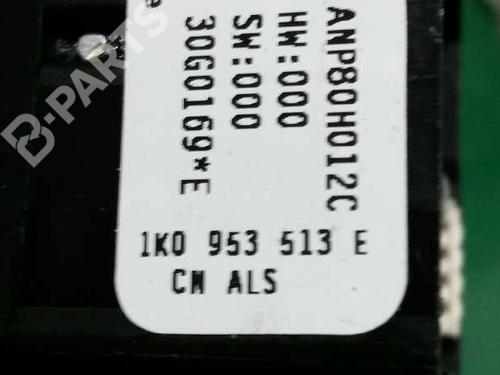 ANP80H012C
HW:000
SW:000
30G0169*E
1K0 953 513 E
CM ALS
B-PARTS